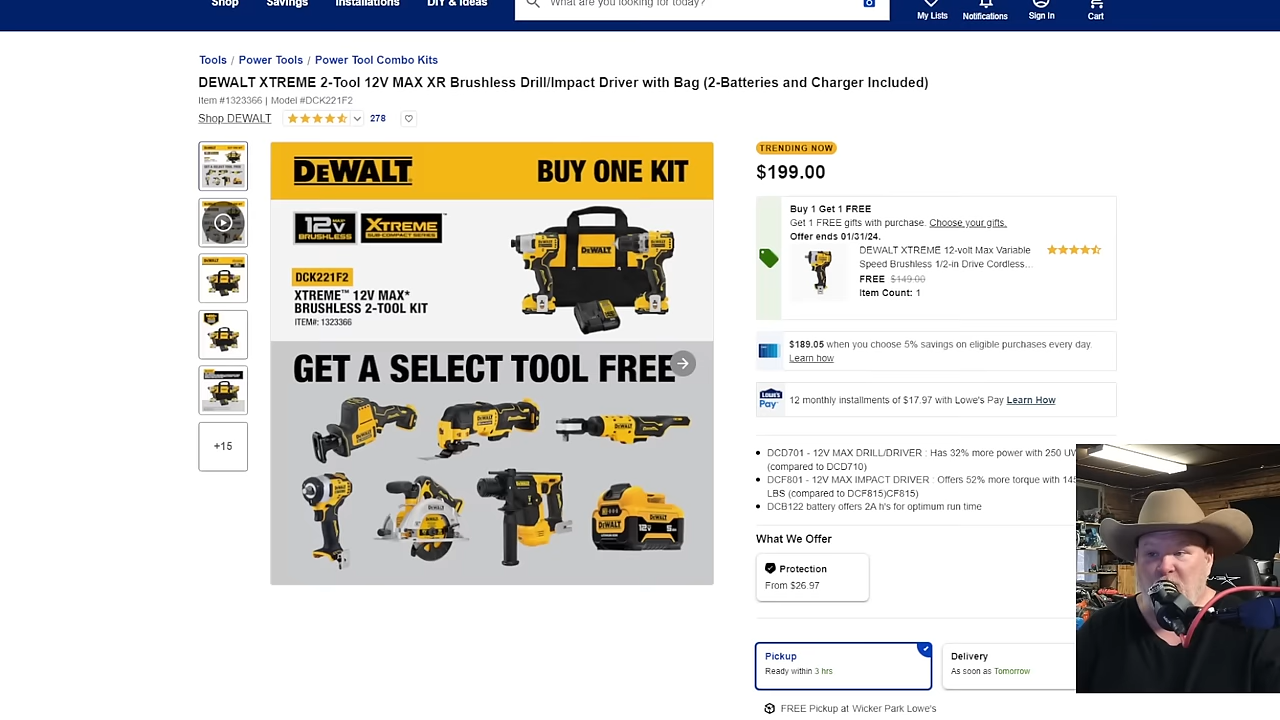 Shop Savings Installations DIY & Ideas
What are you looking for today?
My Lists Notifications Sign In Cart
Tools / Power Tools / Power Tool Combo Kits
DEWALT XTREME 2-Tool 12V MAX XR Brushless Drill/Impact Driver with Bag (2-Batteries and Charger Included)
Item #1323366 | Model #DCK221F2
Shop DEWALT 278
+15
DEWALT BUY ONE KIT
12V MAX* BRUSHLESS XTREME™ SUB-COMPACT SERIES
DCK221F2
XTREME™ 12V MAX*
BRUSHLESS 2-TOOL KIT
ITEM#: 1323366
GET A SELECT TOOL FREE
TRENDING NOW
$199.00
Buy 1 Get 1 FREE
Get 1 FREE gifts with purchase. Choose your gifts.
Offer ends 01/31/24.
DEWALT XTREME 12-volt Max Variable
Speed Brushless 1/2-in Drive Cordless...
FREE $149.00
Item Count: 1
$189.05 when you choose 5% savings on eligible purchases every day.
Learn how
LOWE'S Pay
12 monthly installments of $17.97 with Lowe's Pay Learn How
DCD701 - 12V MAX DRILL/DRIVER : Has 32% more power with 250 UW
(compared to DCD710)
DCF801 - 12V MAX IMPACT DRIVER : Offers 52% more torque with 145
LBS (compared to DCF815)CF815)
DCB122 battery offers 2A h's for optimum run time
What We Offer
Protection
From $26.97
Pickup
Ready within 3 hrs
Delivery
As soon as Tomorrow
FREE Pickup at Wicker Park Lowe's